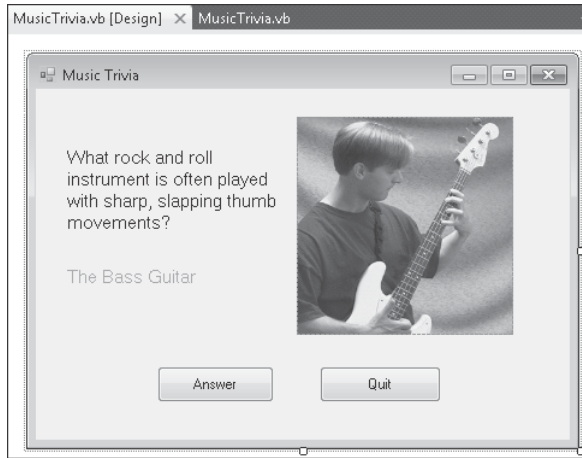 MusicTrivia.vb [Design] MusicTrivia.vb
Music Trivia
What rock and roll
instrument is often played
with sharp, slapping thumb
movements?
The Bass Guitar
Answer Quit